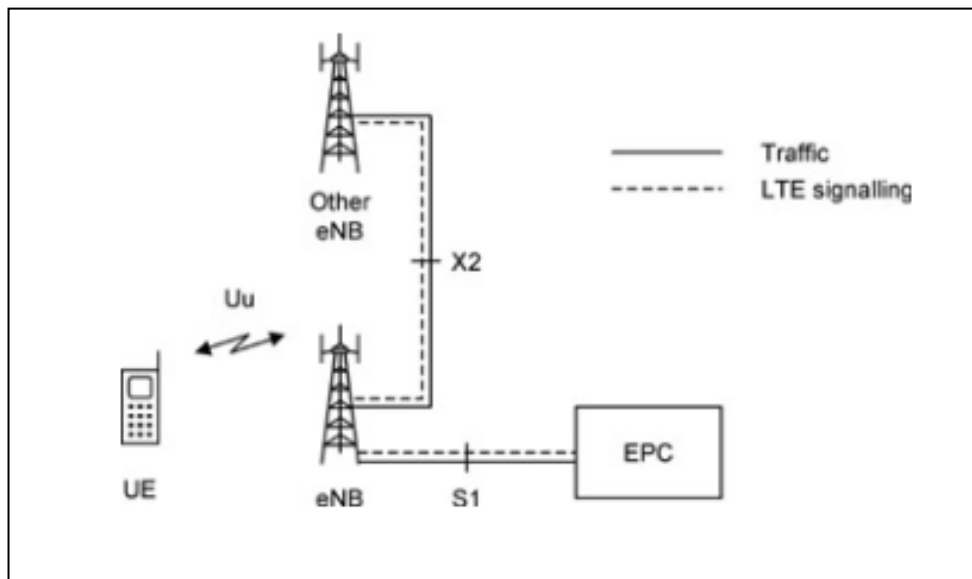 Traffic
LTE signalling
Other
eNB
X2
Uu
UE
eNB
S1
EPC